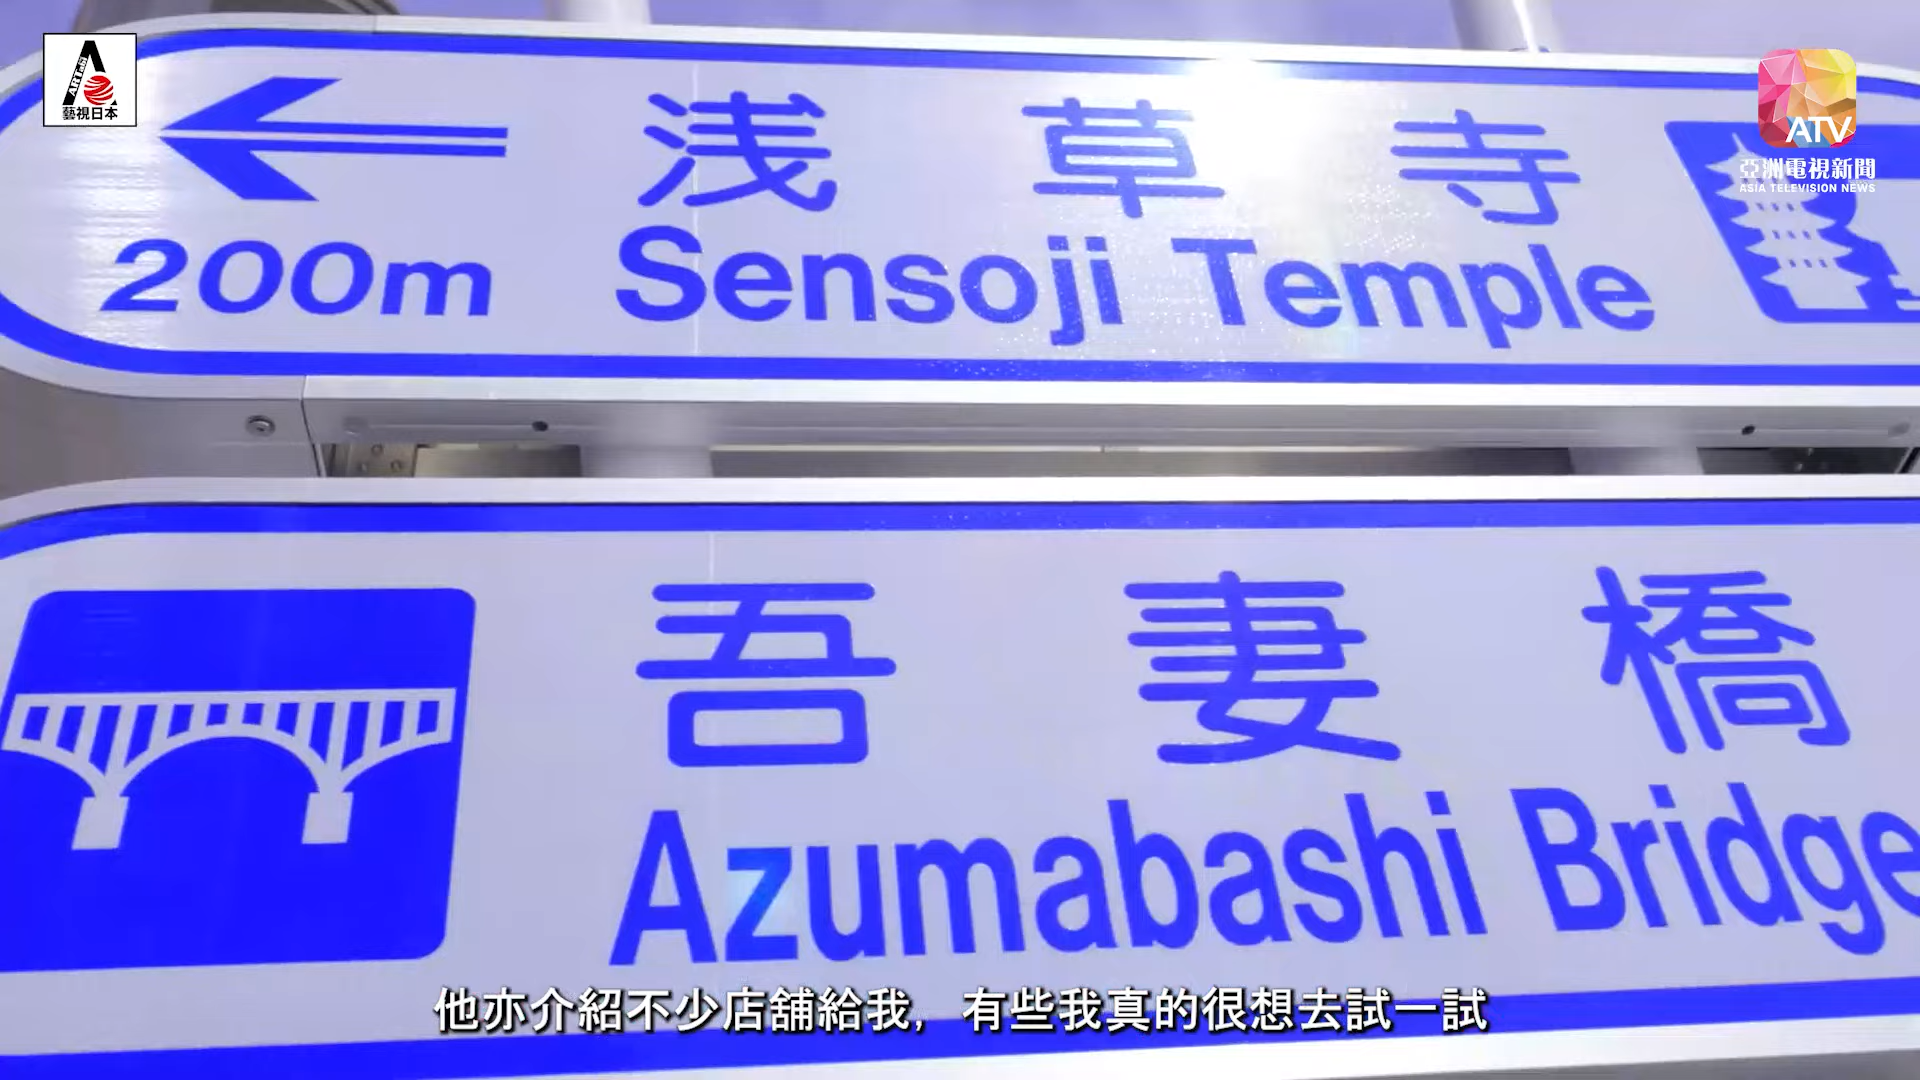 ART
藝視日本
ATV
亞洲電視新聞
ASIA TELEVISION NEWS
浅草寺
200m Sensoji Temple
吾妻橋
Azumabashi Bridge
他亦介紹不少店舖給我，有些我真的很想去試一試